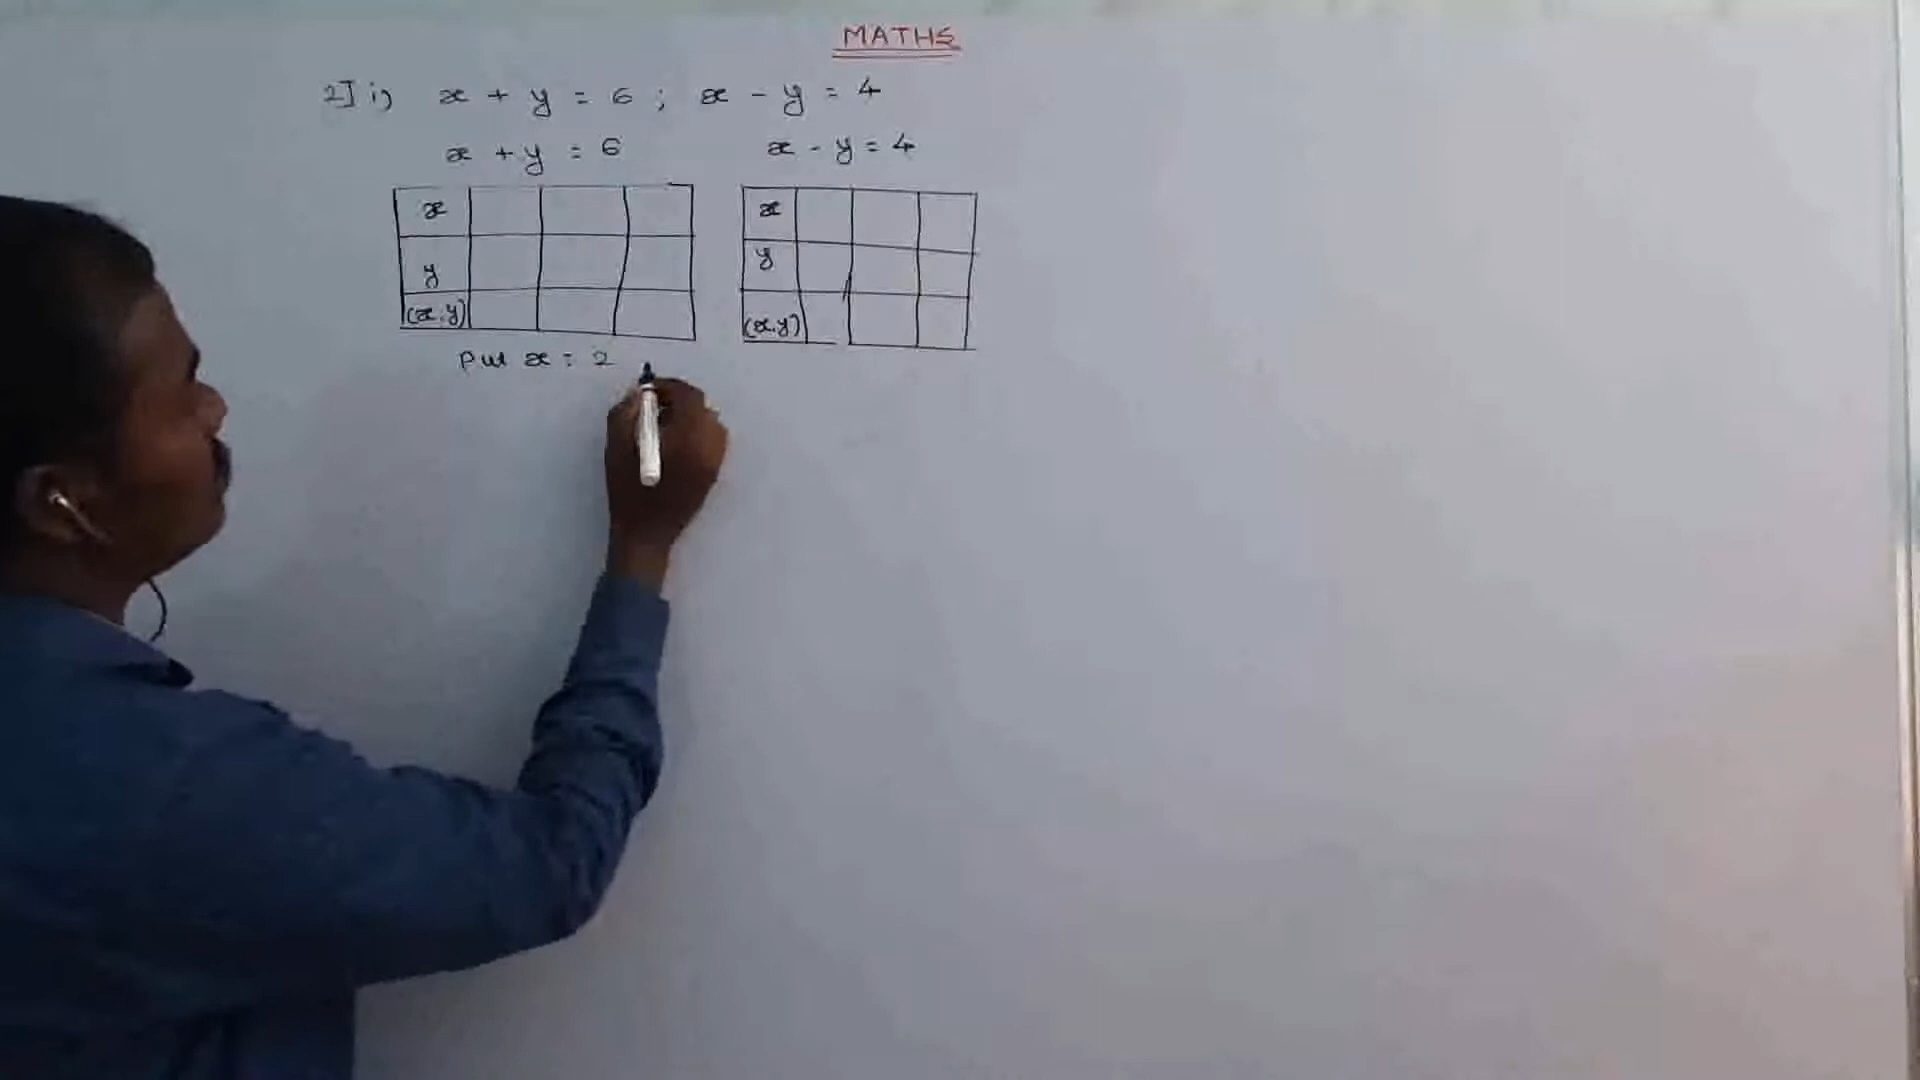 MATHS
2] i) x + y = 6 ; x - y = 4
x + y = 6
x - y = 4
x
y
(x, y)
x
y
(x, y)
Put x = 2